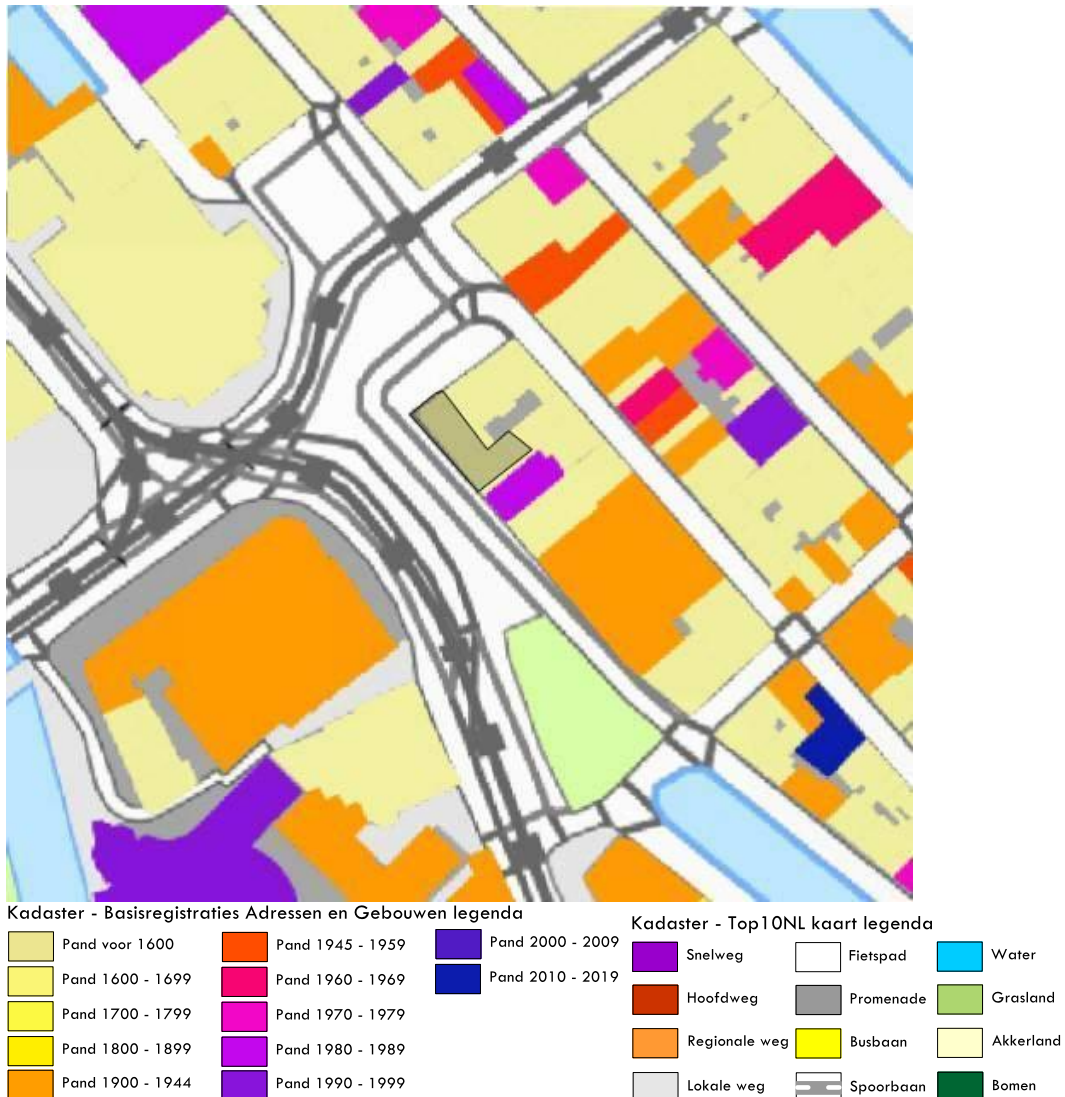 Kadaster - Basisregistraties Adressen en Gebouwen legenda
Pand voor 1600
Pand 1600 - 1699
Pand 1700 - 1799
Pand 1800 - 1899
Pand 1900 - 1944
Pand 1945 - 1959
Pand 1960 - 1969
Pand 1970 - 1979
Pand 1980 - 1989
Pand 1990 - 1999
Pand 2000 - 2009
Pand 2010 - 2019
Kadaster - Top10NL kaart legenda
Snelweg
Hoofdweg
Regionale weg
Lokale weg
Fietspad
Promenade
Busbaan
Spoorbaan
Water
Grasland
Akkerland
Bomen